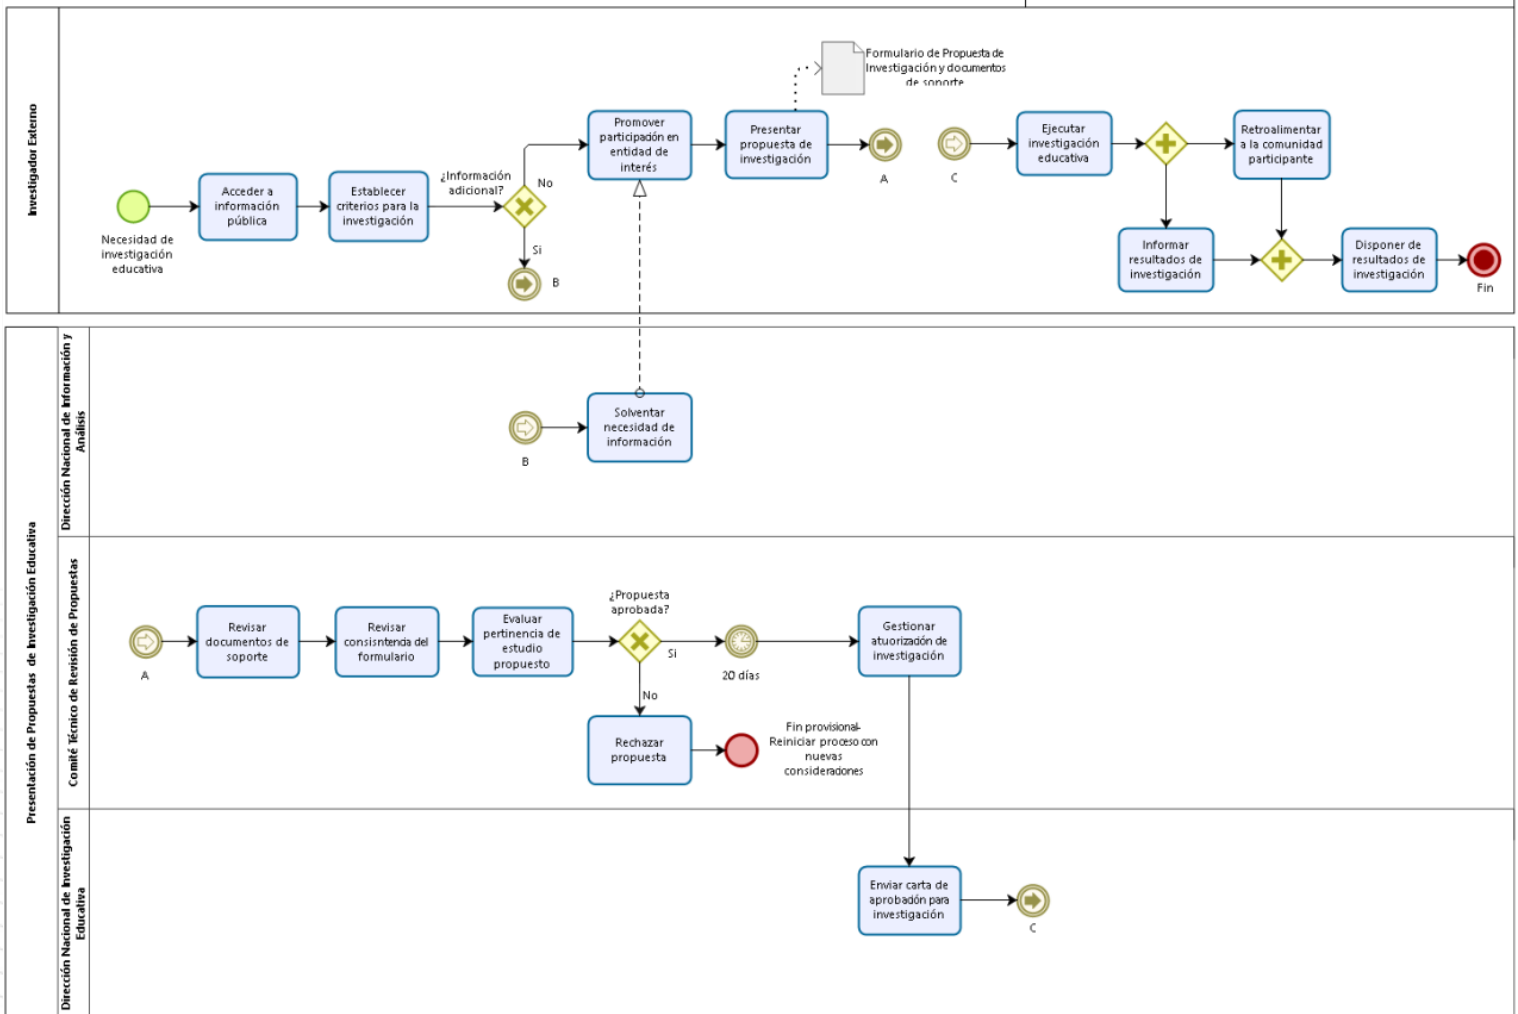 Investigador Externo
Necesidad de
investigación
educativa
Acceder a
información
pública
Establecer
criterios para la
investigación
¿Información
adicional?
No
Si
B
Promover
participación en
entidad de
interés
Presentar
propuesta de
investigación
Formulario de Propuesta de
Investigación y documentos
de soporte
A
C
Ejecutar
investigación
educativa
Retroalimentar
a la comunidad
participante
Informar
resultados de
investigación
Disponer de
resultados de
investigación
Fin
Presentación de Propuestas de Investigación Educativa
Dirección Nacional de Información y
Análisis
B
Solventar
necesidad de
información
Comité Técnico de Revisión de Propuestas
A
Revisar
documentos de
soporte
Revisar
consisntencia del
formulario
Evaluar
pertinencia de
estudio
propuesto
¿Propuesta
aprobada?
Si
No
20 días
Gestionar
atuorización de
investigación
Rechazar
propuesta
Fin provisional-
Reiniciar proceso con
nuevas
consideraciones
Dirección Nacional de Investigación
Educativa
Enviar carta de
aprobación para
investigación
C